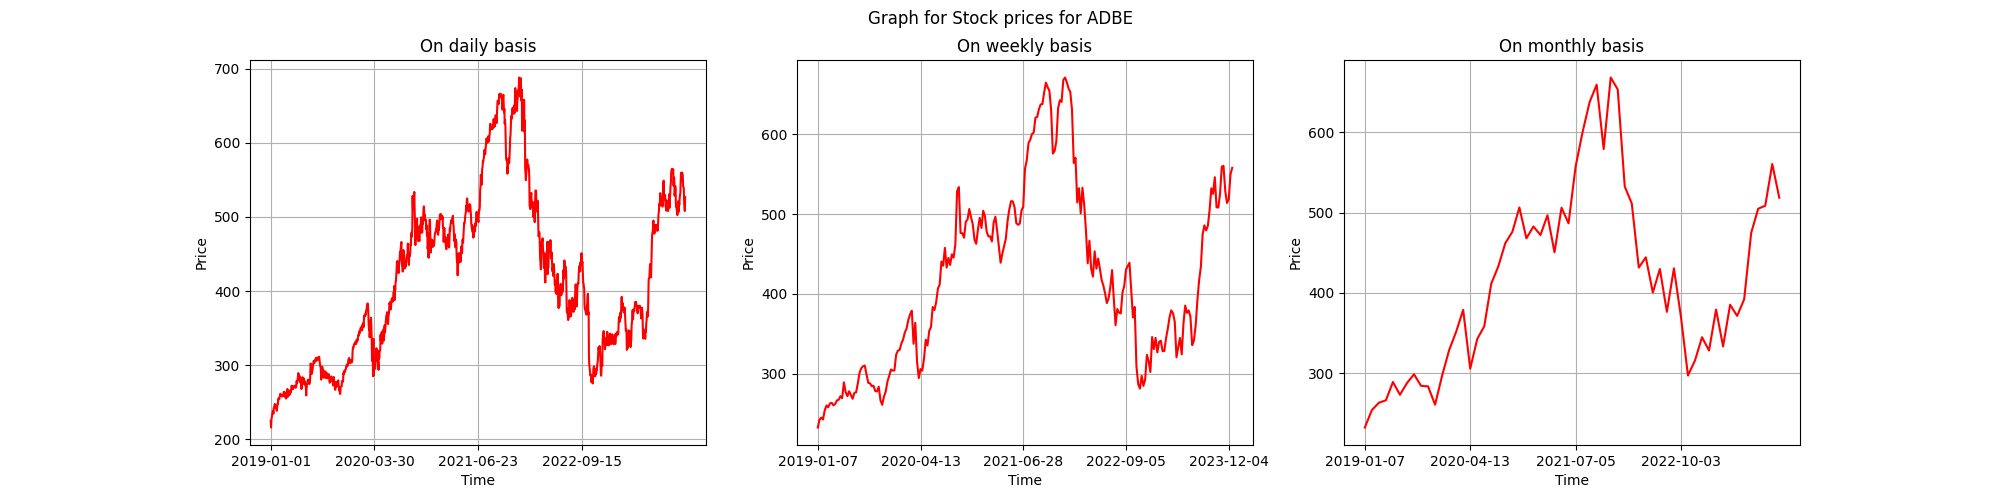 Graph for Stock prices for ADBE
On daily basis
700
600
500
400
300
200
Price
2019-01-01 2020-03-30 2021-06-23 2022-09-15
Time
On weekly basis
600
500
400
300
Price
2019-01-07 2020-04-13 2021-06-28 2022-09-05 2023-12-04
Time
On monthly basis
600
500
400
300
Price
2019-01-07 2020-04-13 2021-07-05 2022-10-03
Time